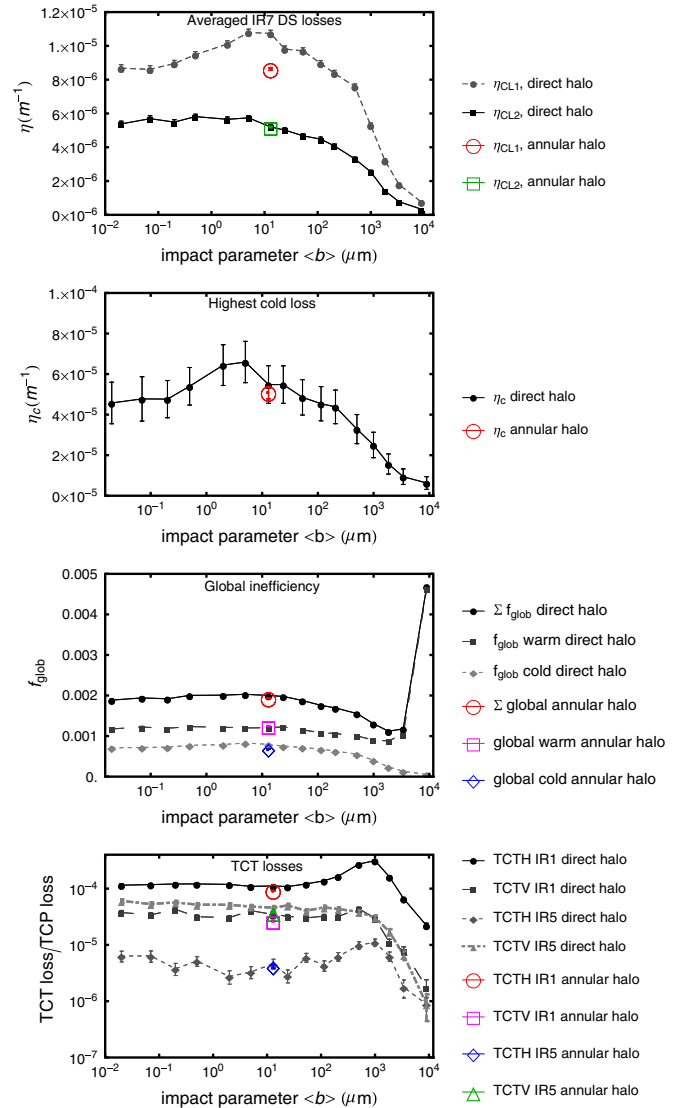 Averaged IR7 DS losses
1.2×10⁻⁵
1.×10⁻⁵
8×10⁻⁶
6×10⁻⁶
4×10⁻⁶
2×10⁻⁶
0×10⁻⁶
η(m⁻¹)
10⁻² 10⁻¹ 10⁰ 10¹ 10² 10³ 10⁴
impact parameter <b> (μm)
η_CL1, direct halo
η_CL2, direct halo
η_CL1, annular halo
η_CL2, annular halo
Highest cold loss
1.×10⁻⁴
8×10⁻⁵
6×10⁻⁵
4×10⁻⁵
2×10⁻⁵
0×10⁻⁵
η_c(m⁻¹)
10⁻¹ 10⁰ 10¹ 10² 10³ 10⁴
impact parameter <b> (μm)
η_c direct halo
η_c annular halo
Global inefficiency
0.005
0.004
0.003
0.002
0.001
0.
f_glob
10⁻¹ 10⁰ 10¹ 10² 10³ 10⁴
impact parameter <b> (μm)
Σ f_glob direct halo
f_glob warm direct halo
f_glob cold direct halo
Σ global annular halo
global warm annular halo
global cold annular halo
TCT losses
10⁻⁴
10⁻⁵
10⁻⁶
10⁻⁷
TCT loss/TCP loss
10⁻² 10⁻¹ 10⁰ 10¹ 10² 10³ 10⁴
impact parameter <b> (μm)
TCTH IR1 direct halo
TCTV IR1 direct halo
TCTH IR5 direct halo
TCTV IR5 direct halo
TCTH IR1 annular halo
TCTV IR1 annular halo
TCTH IR5 annular halo
TCTV IR5 annular halo